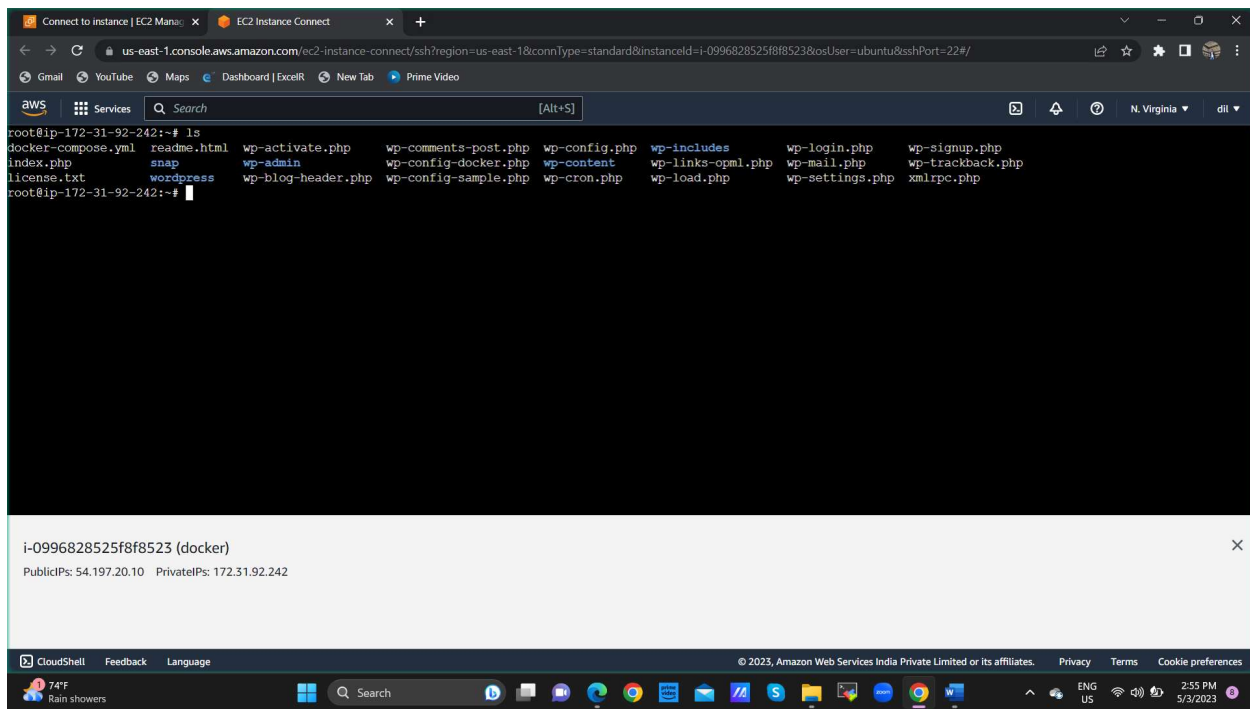 Connect to instance | EC2 Manag
EC2 Instance Connect
us-east-1.console.aws.amazon.com/ec2-instance-connect/ssh?region=us-east-1&connType=standard&instanceId=i-0996828525f8f8523&osUser=ubuntu&sshPort=22#/
Gmail YouTube Maps Dashboard | ExcelR New Tab Prime Video
aws Services Search [Alt+S] N. Virginia dil
root@ip-172-31-92-242:~# ls
docker-compose.yml readme.html wp-activate.php wp-comments-post.php wp-config.php wp-includes wp-login.php wp-signup.php
index.php snap wp-admin wp-config-docker.php wp-content wp-links-opml.php wp-mail.php wp-trackback.php
license.txt wordpress wp-blog-header.php wp-config-sample.php wp-cron.php wp-load.php wp-settings.php xmlrpc.php
root@ip-172-31-92-242:~#
i-0996828525f8f8523 (docker)
PublicIPs: 54.197.20.10 PrivateIPs: 172.31.92.242
CloudShell Feedback Language © 2023, Amazon Web Services India Private Limited or its affiliates. Privacy Terms Cookie preferences
1 74°F
Rain showers
Search
prime video
zoom
ENG
US
2:55 PM
5/3/2023
8